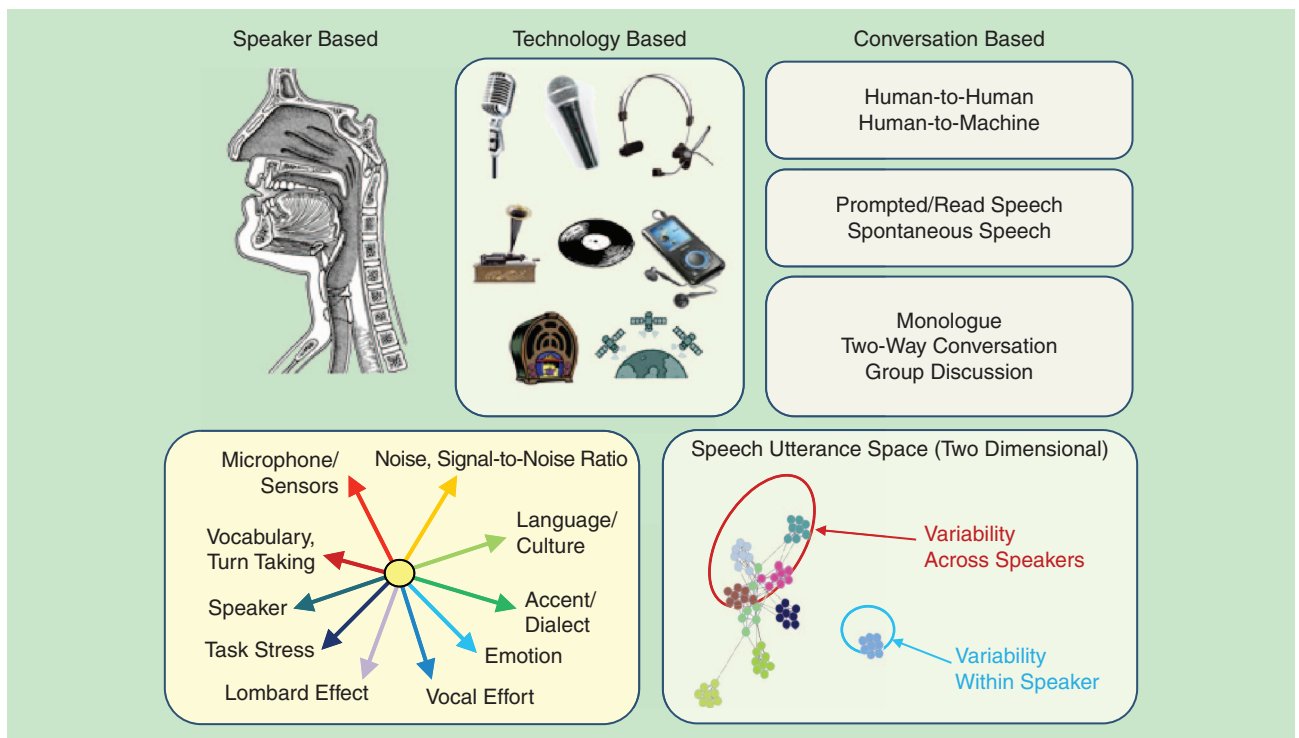 Speaker Based
Technology Based
Conversation Based
Human-to-Human
Human-to-Machine
Prompted/Read Speech
Spontaneous Speech
Monologue
Two-Way Conversation
Group Discussion
Microphone/
Sensors
Noise, Signal-to-Noise Ratio
Vocabulary,
Turn Taking
Language/
Culture
Speaker
Accent/
Dialect
Task Stress
Emotion
Lombard Effect
Vocal Effort
Speech Utterance Space (Two Dimensional)
Variability
Across Speakers
Variability
Within Speaker